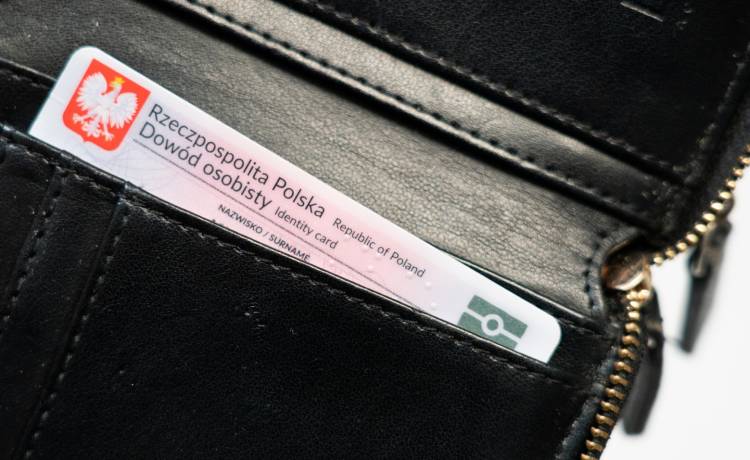 Rzeczpospolita Polska Republic of Poland
Dowód osobisty Identity card
NAZWISKO / SURNAME